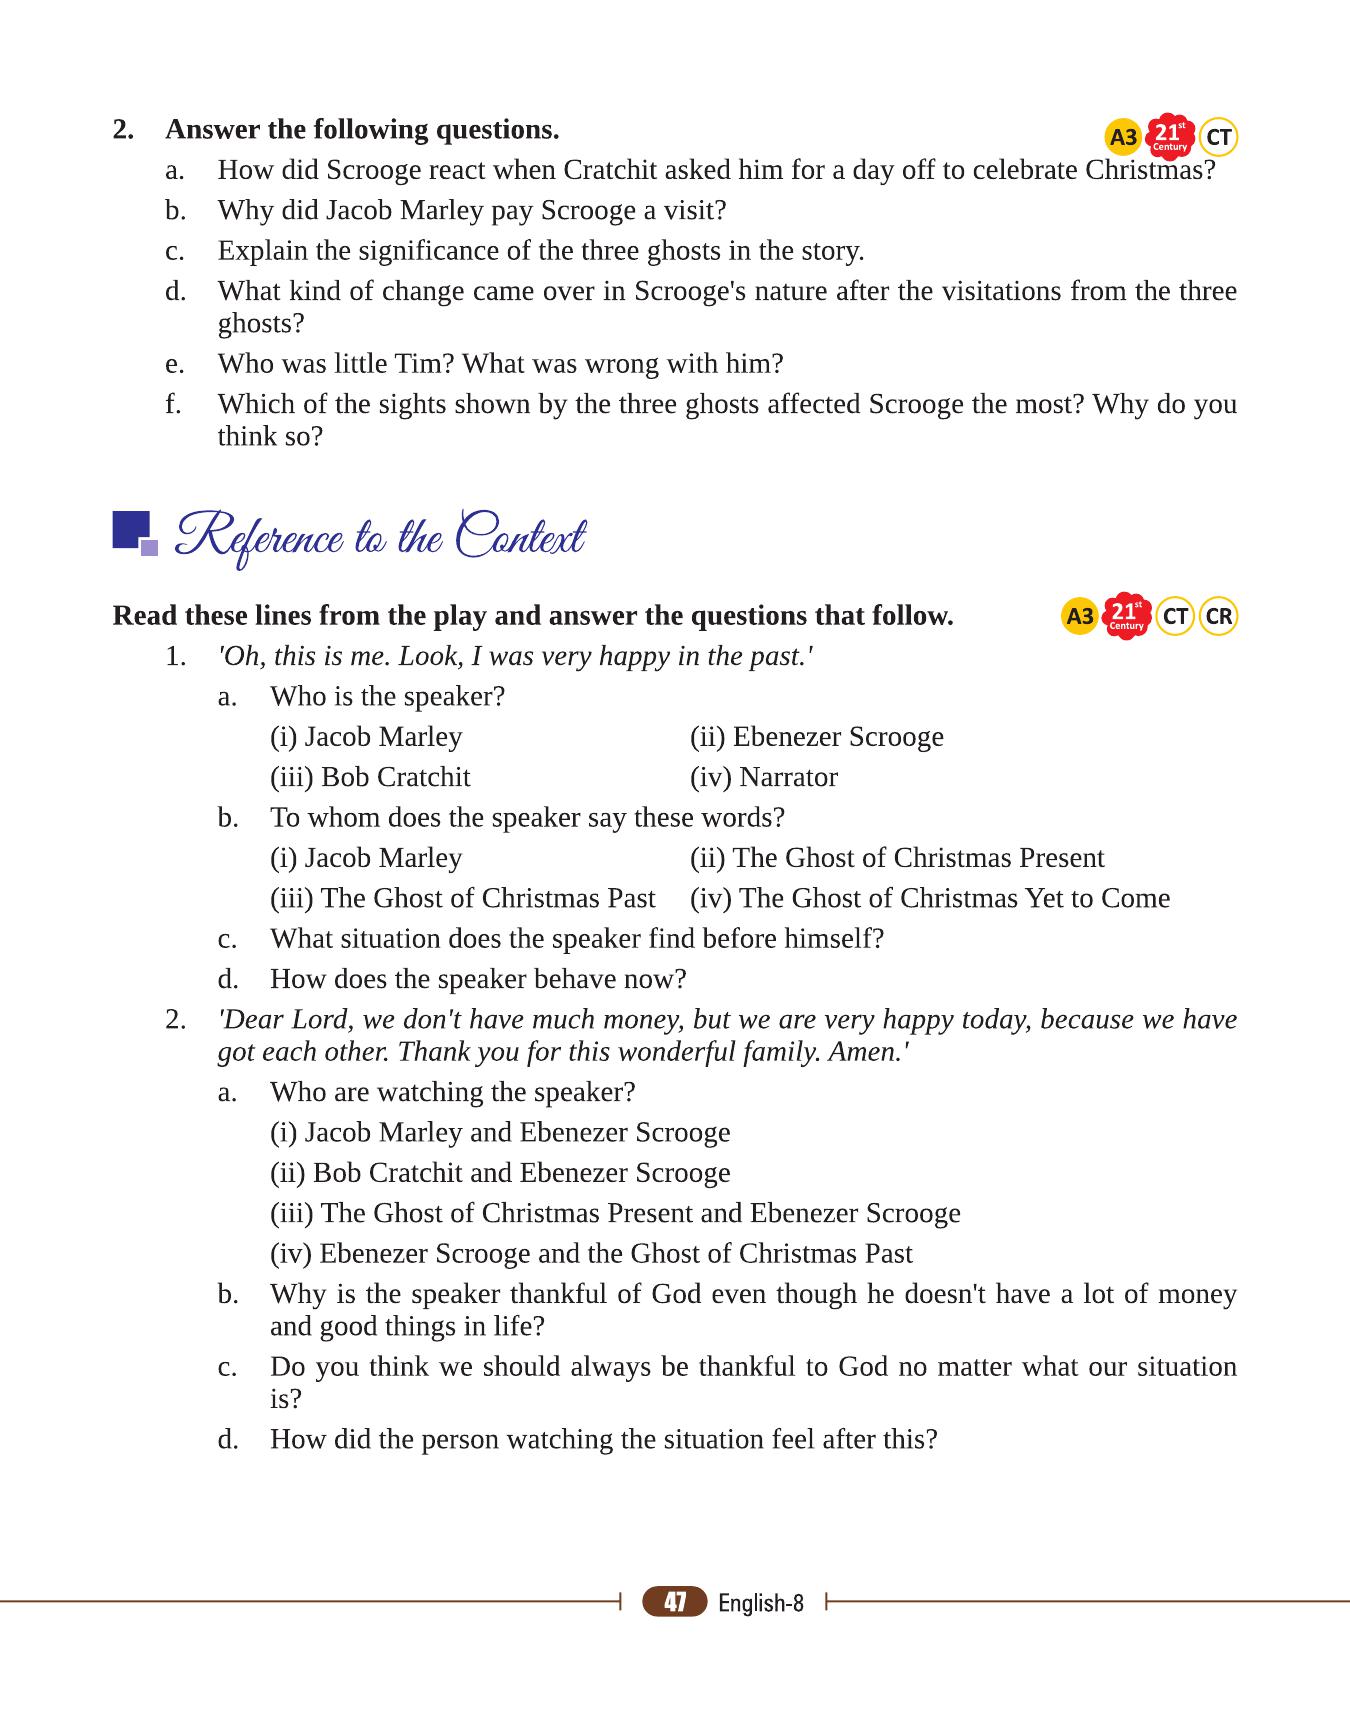 2. Answer the following questions.
A3 21st Century CT
a. How did Scrooge react when Cratchit asked him for a day off to celebrate Christmas?
b. Why did Jacob Marley pay Scrooge a visit?
c. Explain the significance of the three ghosts in the story.
d. What kind of change came over in Scrooge's nature after the visitations from the three
ghosts?
e. Who was little Tim? What was wrong with him?
f. Which of the sights shown by the three ghosts affected Scrooge the most? Why do you
think so?
Reference to the Context
Read these lines from the play and answer the questions that follow.
A3 21st Century CT CR
1. 'Oh, this is me. Look, I was very happy in the past.'
a. Who is the speaker?
(i) Jacob Marley (ii) Ebenezer Scrooge
(iii) Bob Cratchit (iv) Narrator
b. To whom does the speaker say these words?
(i) Jacob Marley (ii) The Ghost of Christmas Present
(iii) The Ghost of Christmas Past (iv) The Ghost of Christmas Yet to Come
c. What situation does the speaker find before himself?
d. How does the speaker behave now?
2. 'Dear Lord, we don't have much money, but we are very happy today, because we have
got each other. Thank you for this wonderful family. Amen.'
a. Who are watching the speaker?
(i) Jacob Marley and Ebenezer Scrooge
(ii) Bob Cratchit and Ebenezer Scrooge
(iii) The Ghost of Christmas Present and Ebenezer Scrooge
(iv) Ebenezer Scrooge and the Ghost of Christmas Past
b. Why is the speaker thankful of God even though he doesn't have a lot of money
and good things in life?
c. Do you think we should always be thankful to God no matter what our situation
is?
d. How did the person watching the situation feel after this?
47 English-8